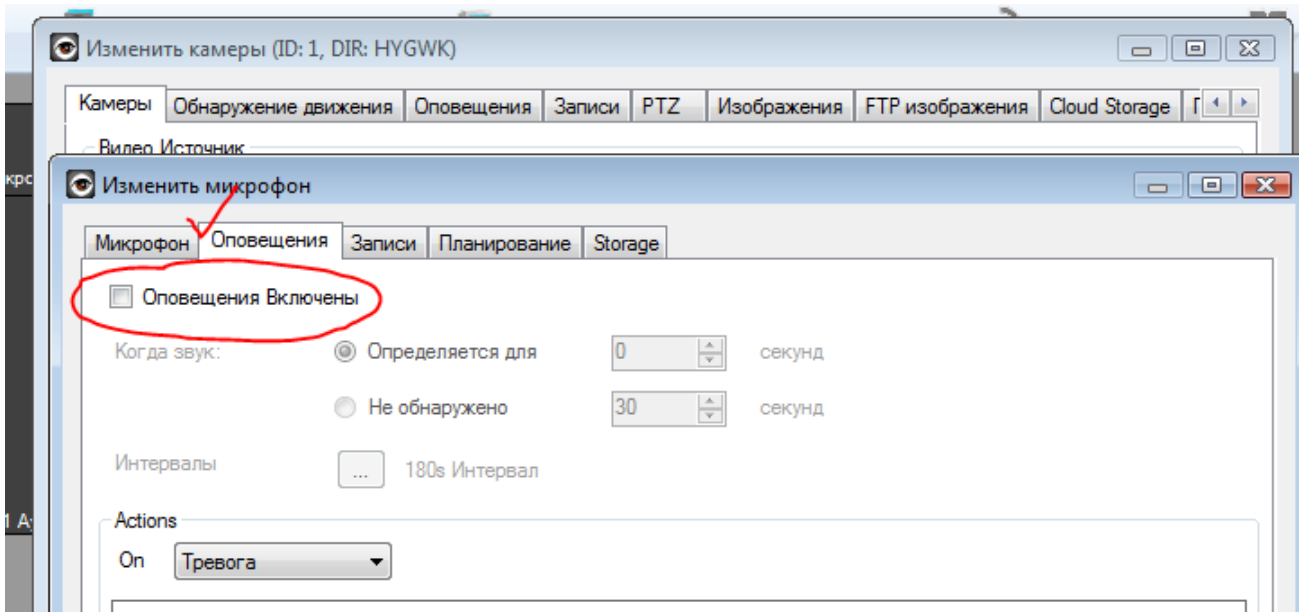 Изменить камеры (ID: 1, DIR: HYGWK)
Камеры Обнаружение движения Оповещения Записи PTZ Изображения FTP изображения Cloud Storage
Видео Источник
Изменить микрофон
Микрофон Оповещения Записи Планирование Storage
Оповещения Включены
Когда звук: Определяется для 0 секунд
Не обнаружено 30 секунд
Интервалы ... 180s Интервал
Actions
On Тревога